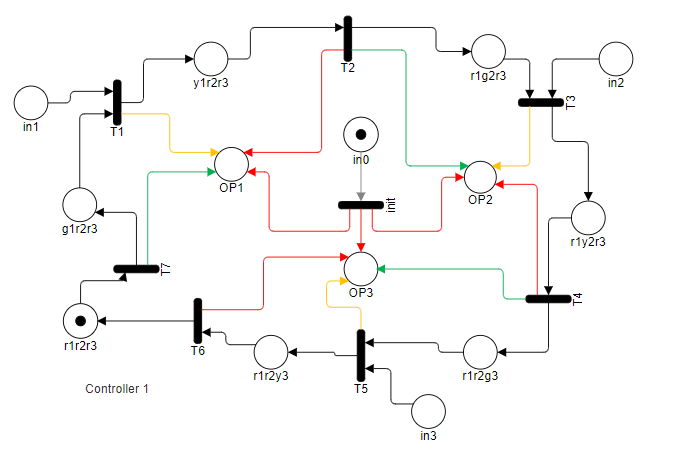 T2
y1r2r3
r1g2r3
in2
T3
in1
T1
in0
OP1
OP2
init
g1r2r3
r1y2r3
T7
OP3
T4
r1r2r3
T6
r1r2y3
T5
r1r2g3
Controller 1
in3